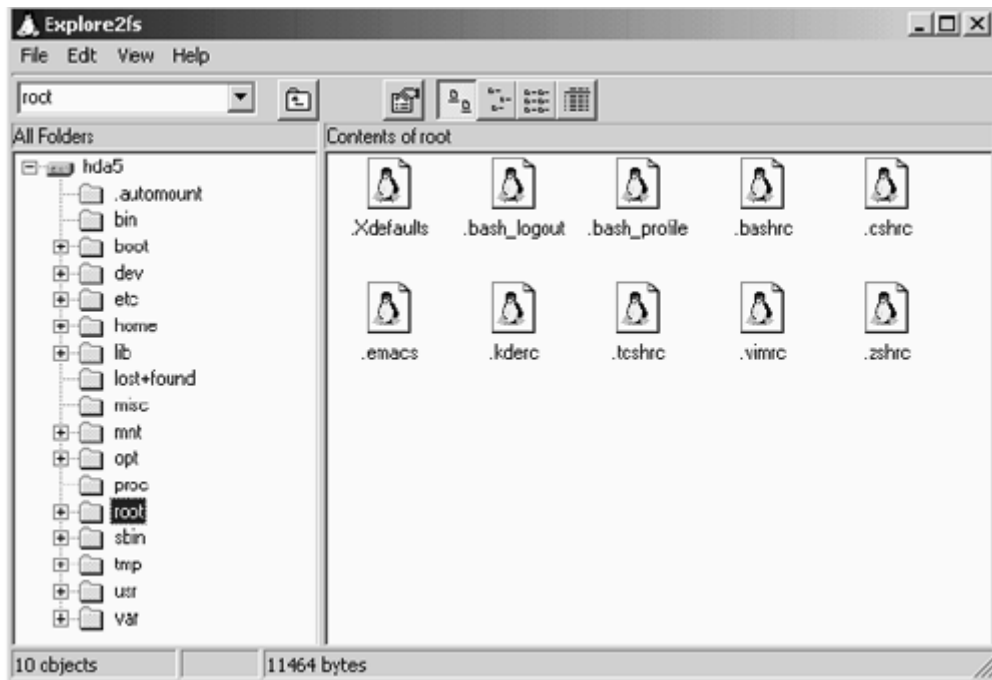 Explore2fs
File Edt View Help
root
All Folders
Contents of root
hda5
.automount
bin
boot
dev
etc
home
lib
lost+found
misc
mnt
opt
proc
root
sbin
tmp
usr
var
.Xdefaults .bash_logout .bash_profile .bashrc .cshrc
.emacs .kderc .tcshrc .vimrc .zshrc
10 objects 11464 bytes